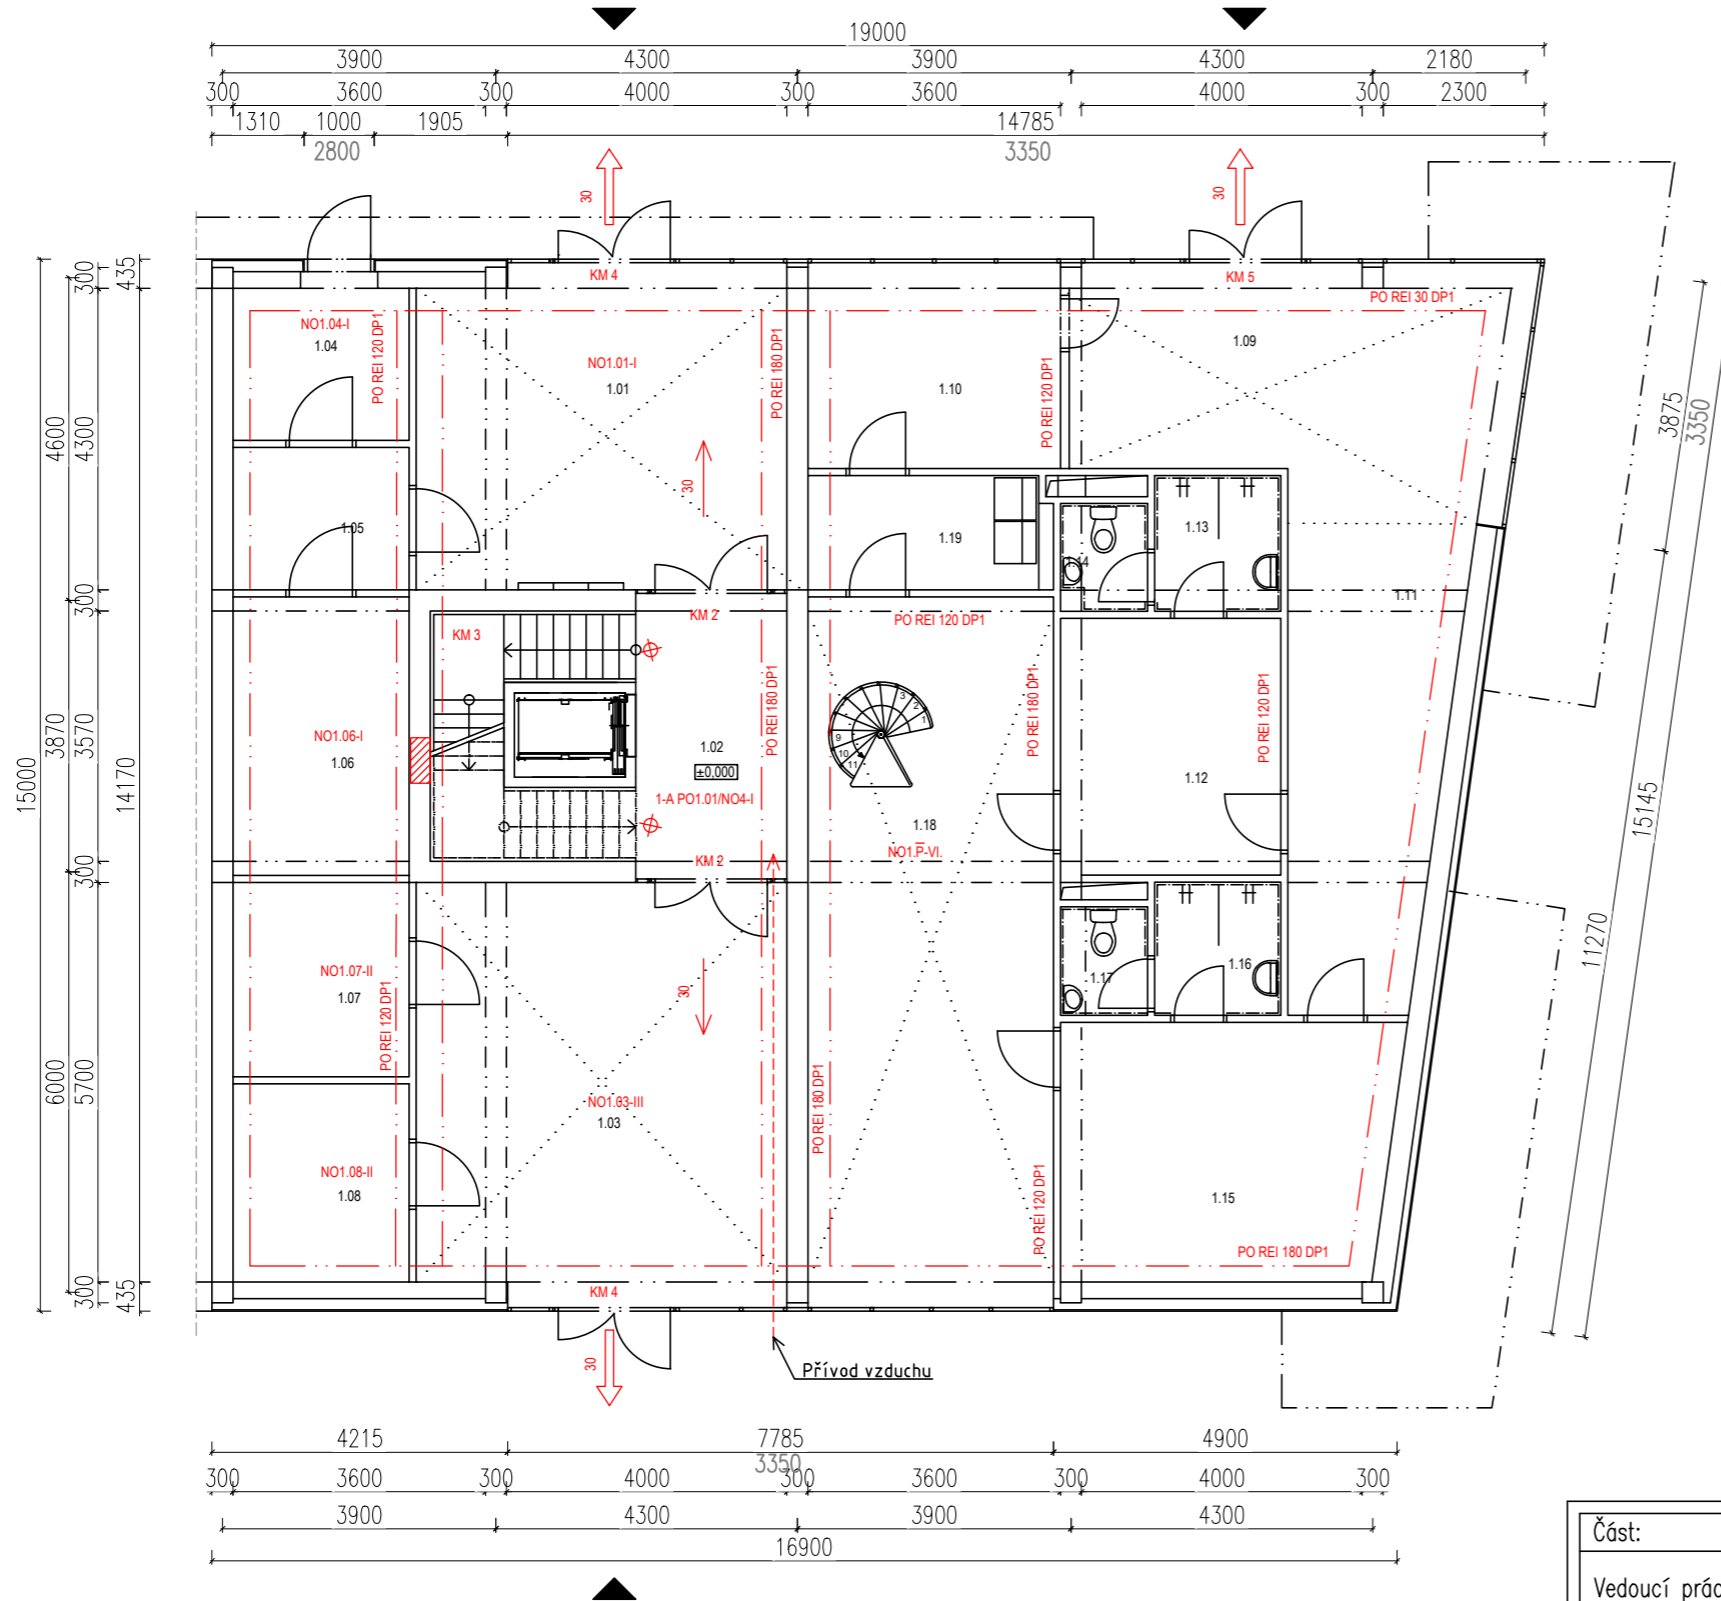 19000
3900 4300 3900 4300 2180
300 3600 300 4000 300 3600 4000 300 2300
1310 1000 1905 14785
2800 3350
30 30
KM 4 KM 5
PO REI 30 DP1
300 435
NO1.04-I
1.04
PO REI 120 DP1
NO1.01-I
1.01
PO REI 180 DP1
1.10
PO REI 120 DP1
1.09
4600 4300
3875
3350
30
1.05
1.19
1.14
1.13
1.11
300
KM 2
KM 3
PO REI 120 DP1
PO REI 180 DP1
PO REI 180 DP1
PO REI 120 DP1
1 2 3 9 10 11
NO1.06-I
1.06
1.02
±0,000
1-A PO1.01/NO4-I
1.12
15000 3870 3570 14170
15145
1.18
NO1.P-VI.
KM 2
300
11270
NO1.07-II
1.07
PO REI 120 DP1
30
1.17
1.16
6000 5700
NO1.03-III
1.03
PO REI 180 DP1
NO1.08-II
1.08
PO REI 120 DP1
1.15
PO REI 180 DP1
KM 4
300 435
30
Přívod vzduchu
4215 7785 4900
3350
300 3600 300 4000 300 3600 300 4000 300
3900 4300 3900 4300
16900
Část:
Vedoucí prác